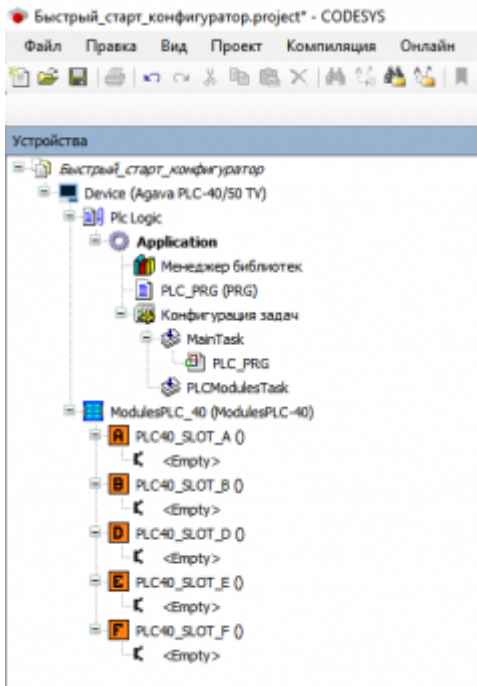 Быстрый_старт_конфигуратор.project* - CODESYS
Файл Правка Вид Проект Компиляция Онлайн
Устройства
Быстрый_старт_конфигуратор
Device (Agava PLC-40/50 TV)
Plc Logic
Application
Менеджер библиотек
PLC_PRG (PRG)
Конфигурация задач
MainTask
PLC_PRG
PLCModulesTask
ModulesPLC_40 (ModulesPLC-40)
A PLC40_SLOT_A ()
<Empty>
B PLC40_SLOT_B ()
<Empty>
D PLC40_SLOT_D ()
<Empty>
E PLC40_SLOT_E ()
<Empty>
F PLC40_SLOT_F ()
<Empty>